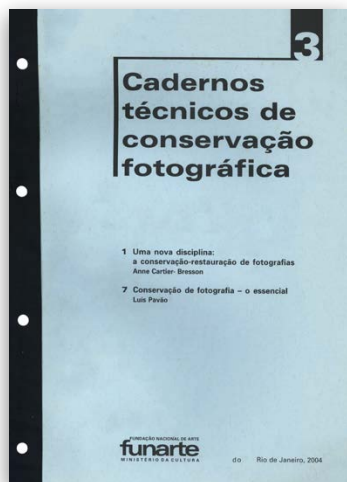 3
Cadernos
técnicos de
conservação
fotográfica
1 Uma nova disciplina:
a conservação-restauração de fotografias
Anne Cartier- Bresson
7 Conservação de fotografia – o essencial
Luis Pavão
FUNDAÇÃO NACIONAL DE ARTE
funarte
MINISTÉRIO DA CULTURA
do Rio de Janeiro, 2004